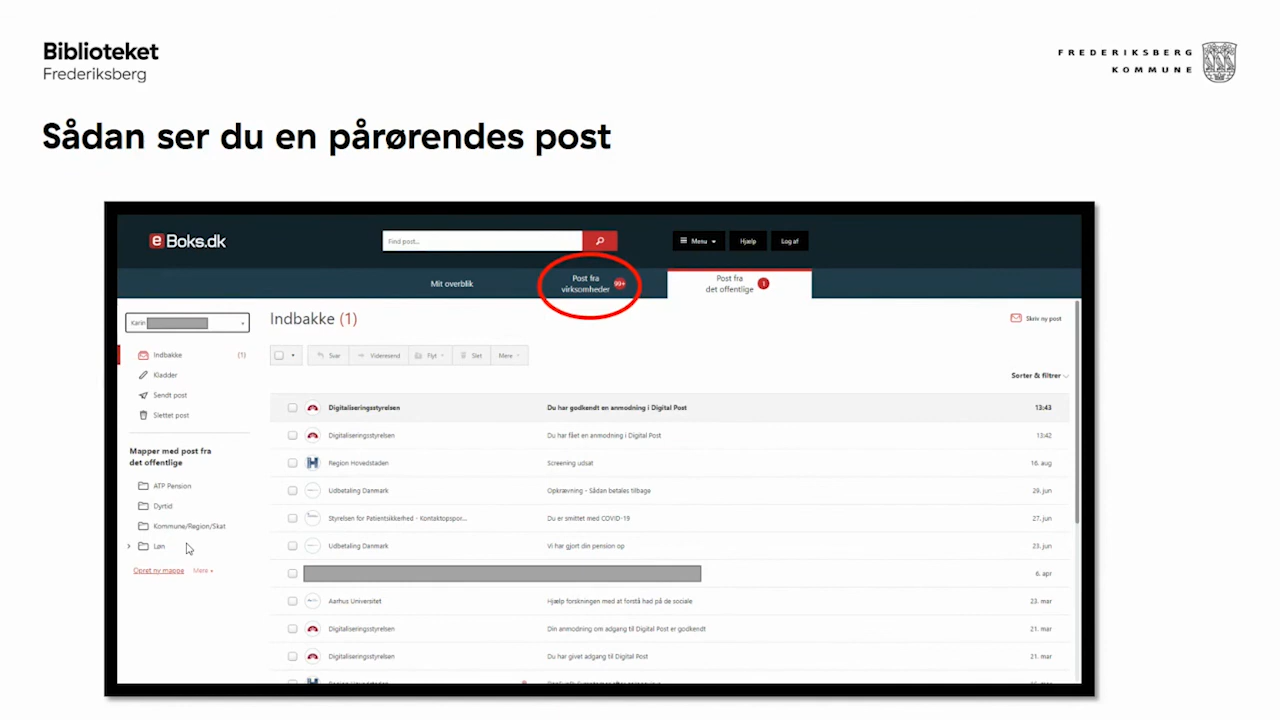 Biblioteket
Frederiksberg
FREDERIKSBERG
KOMMUNE
Sådan ser du en pårørendes post
e Boks.dk
Find post...
Menu
Hjælp
Log af
Mit overblik
Post fra
virksomheder 99+
Post fra
det offentlige 1
Karin
Indbakke (1)
Skriv ny post
Indbakke (1)
Kladder
Sendt post
Slettet post
Svar
Videresend
Flyt
Slet
Mere
Sorter & filtrer
Mapper med post fra
det offentlige
ATP Pension
Dyrtid
Kommune/Region/Skat
Løn
Opret ny mappe Mere
Digitaliseringsstyrelsen Du har godkendt en anmodning i Digital Post 13:43
Digitaliseringsstyrelsen Du har fået en anmodning i Digital Post 13:42
Region Hovedstaden Screening udsat 16. aug
Udbetaling Danmark Opkrævning - Sådan betales tilbage 29. jun
Styrelsen for Patientsikkerhed - Kontaktopspor... Du er smittet med COVID-19 27. jun
Udbetaling Danmark Vi har gjort din pension op 23. jun
6. apr
Aarhus Universitet Hjælp forskningen med at forstå had på de sociale 23. mar
Digitaliseringsstyrelsen Din anmodning om adgang til Digital Post er godkendt 21. mar
Digitaliseringsstyrelsen Du har givet adgang til Digital Post 21. mar